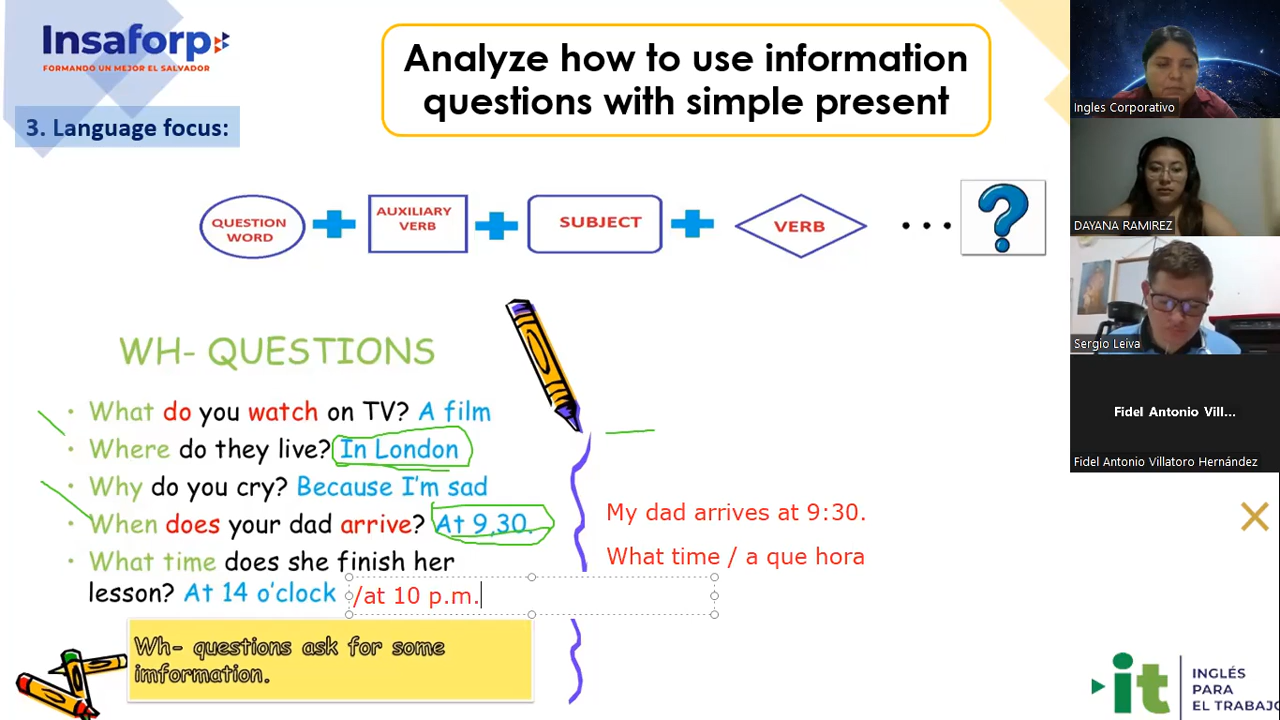 Insaforp
FORMANDO UN MEJOR EL SALVADOR
Analyze how to use information
questions with simple present
3. Language focus:
QUESTION
WORD
AUXILIARY
VERB
SUBJECT
VERB
...
?
WH- QUESTIONS
• What do you watch on TV? A film
• Where do they live? In London
• Why do you cry? Because I'm sad
• When does your dad arrive? At 9,30.
• What time does she finish her
lesson? At 14 o'clock /at 10 p.m.
My dad arrives at 9:30.
What time / a que hora
Wh- questions ask for some
imformation.
it
INGLÉS
PARA
EL TRABAJO
Ingles Corporativo
DAYANA RAMIREZ
Sergio Leiva
Fidel Antonio Vill...
Fidel Antonio Villatoro Hernández